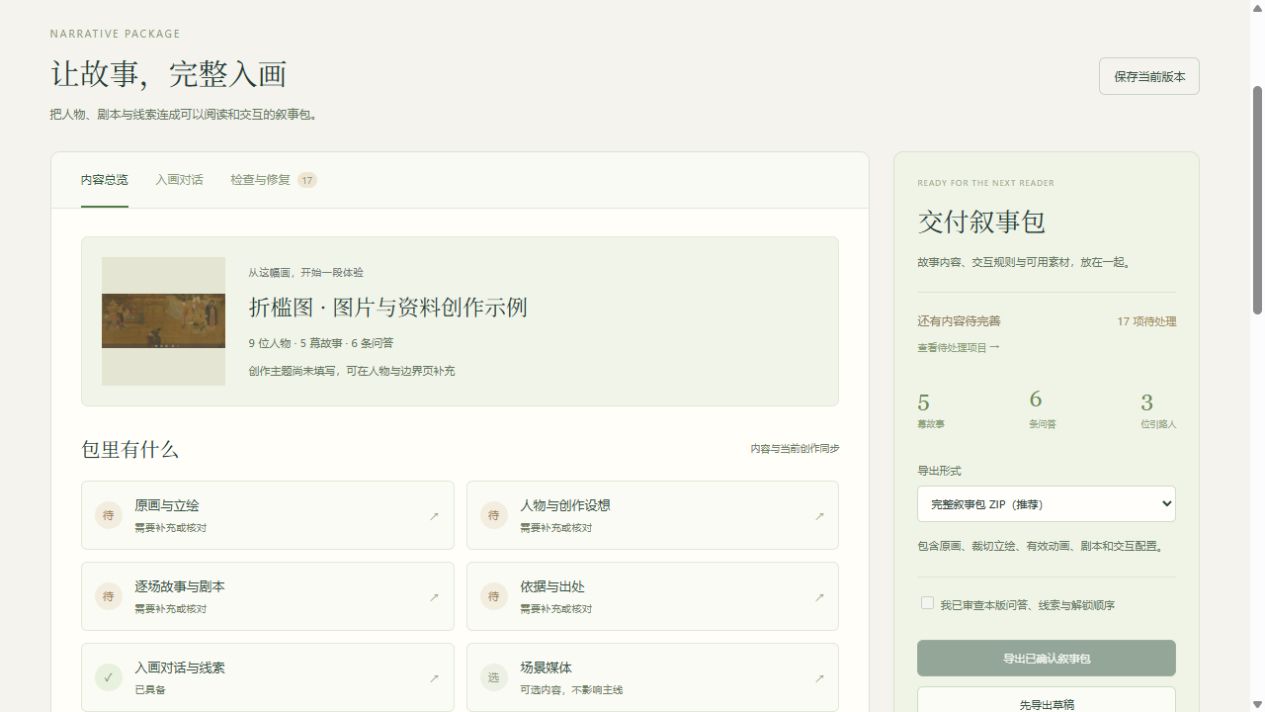 NARRATIVE PACKAGE
让故事，完整入画
把人物、剧本与线索连成可以阅读和交互的叙事包。
保存当前版本
内容总览
入画对话
检查与修复 17
从这幅画，开始一段体验
折槛图 · 图片与资料创作示例
9 位人物 · 5 幕故事 · 6 条问答
创作主题尚未填写，可在人物与边界页补充
包里有什么
内容与当前创作同步
待
原画与立绘
需要补充或核对
↗
待
人物与创作设想
需要补充或核对
↗
待
逐场故事与剧本
需要补充或核对
↗
待
依据与出处
需要补充或核对
↗
✓
入画对话与线索
已具备
↗
选
场景媒体
可选内容，不影响主线
↗
READY FOR THE NEXT READER
交付叙事包
故事内容、交互规则与可用素材，放在一起。
还有内容待完善
17 项待处理
查看待处理项目 →
5
幕故事
6
条问答
3
位引路人
导出形式
完整叙事包 ZIP（推荐）
包含原画、裁切立绘、有效动画、剧本和交互配置。
我已审查本版问答、线索与解锁顺序
导出已确认叙事包
先导出草稿